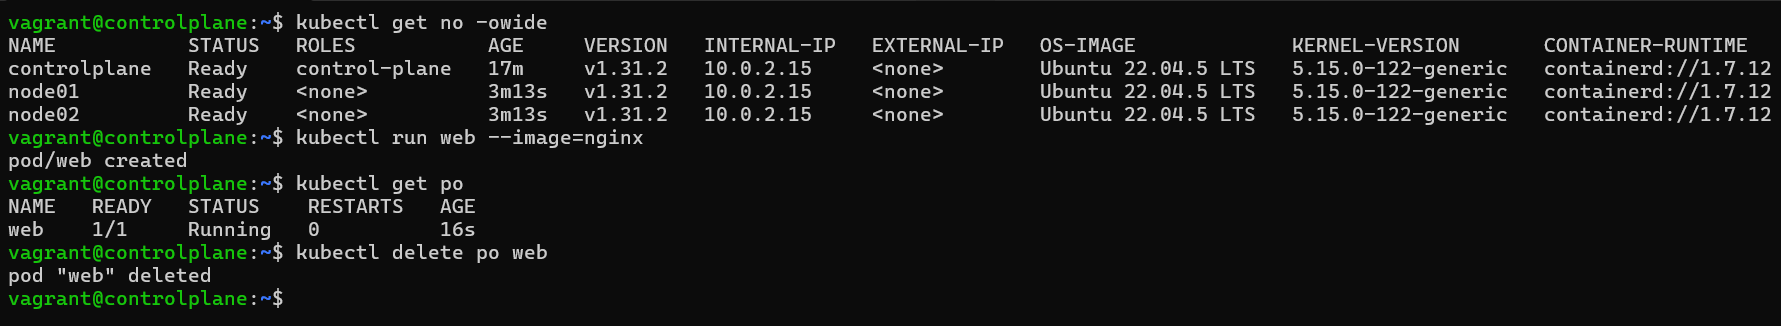 vagrant@controlplane:~$ kubectl get no -owide
NAME           STATUS   ROLES           AGE     VERSION   INTERNAL-IP   EXTERNAL-IP   OS-IMAGE             KERNEL-VERSION      CONTAINER-RUNTIME
controlplane   Ready    control-plane   17m     v1.31.2   10.0.2.15     <none>        Ubuntu 22.04.5 LTS   5.15.0-122-generic   containerd://1.7.12
node01         Ready    <none>          3m13s   v1.31.2   10.0.2.15     <none>        Ubuntu 22.04.5 LTS   5.15.0-122-generic   containerd://1.7.12
node02         Ready    <none>          3m13s   v1.31.2   10.0.2.15     <none>        Ubuntu 22.04.5 LTS   5.15.0-122-generic   containerd://1.7.12
vagrant@controlplane:~$ kubectl run web --image=nginx
pod/web created
vagrant@controlplane:~$ kubectl get po
NAME   READY   STATUS    RESTARTS   AGE
web    1/1     Running   0          16s
vagrant@controlplane:~$ kubectl delete po web
pod "web" deleted
vagrant@controlplane:~$